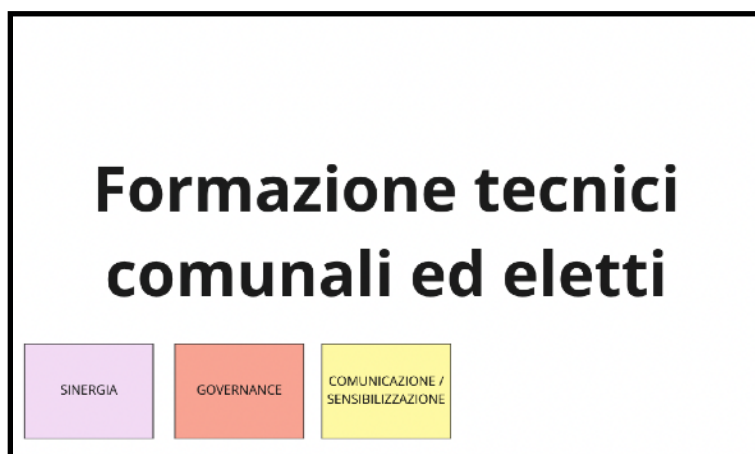 Formazione tecnici
comunali ed eletti
SINERGIA
GOVERNANCE
COMUNICAZIONE /
SENSIBILIZZAZIONE